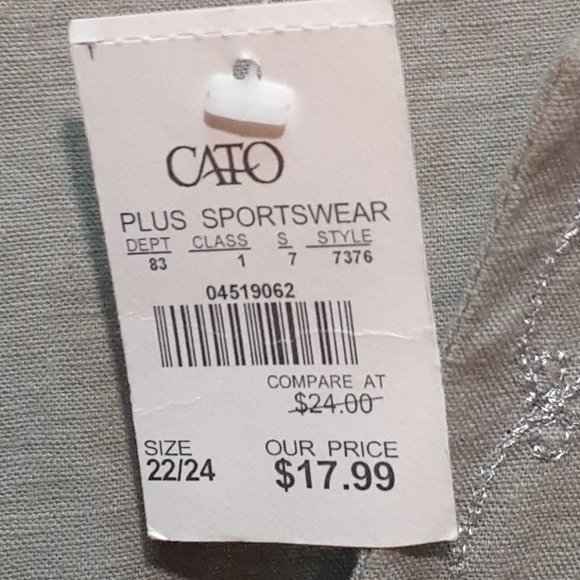 CATO
PLUS SPORTSWEAR
DEPT CLASS S STYLE
83 1 7 7376
04519062
COMPARE AT
$24.00
SIZE OUR PRICE
22/24 $17.99